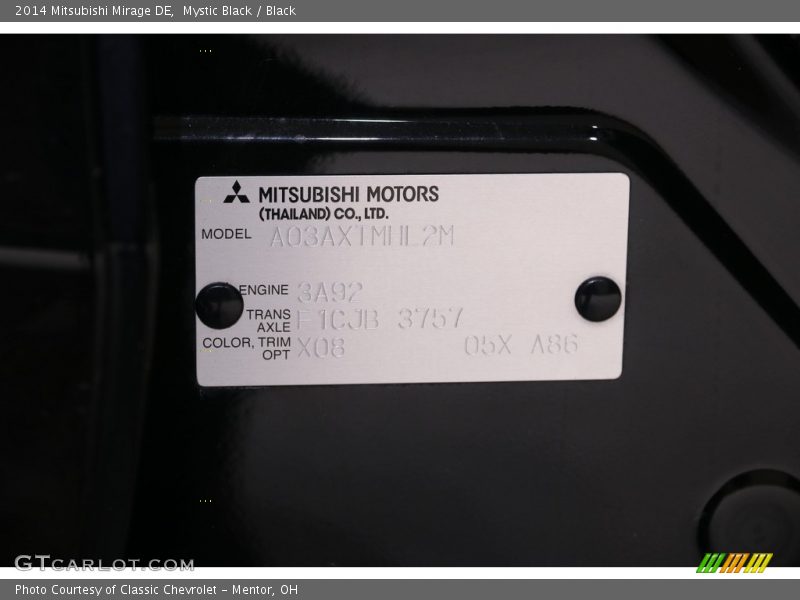 2014 Mitsubishi Mirage DE,  Mystic Black / Black
MITSUBISHI MOTORS
(THAILAND) CO., LTD.
MODEL A03AXTMHL2M
ENGINE 3A92
TRANS AXLE F1CJB 3757
COLOR, TRIM OPT X08 05X A86
GTCARLOT.COM
Photo Courtesy of Classic Chevrolet - Mentor, OH